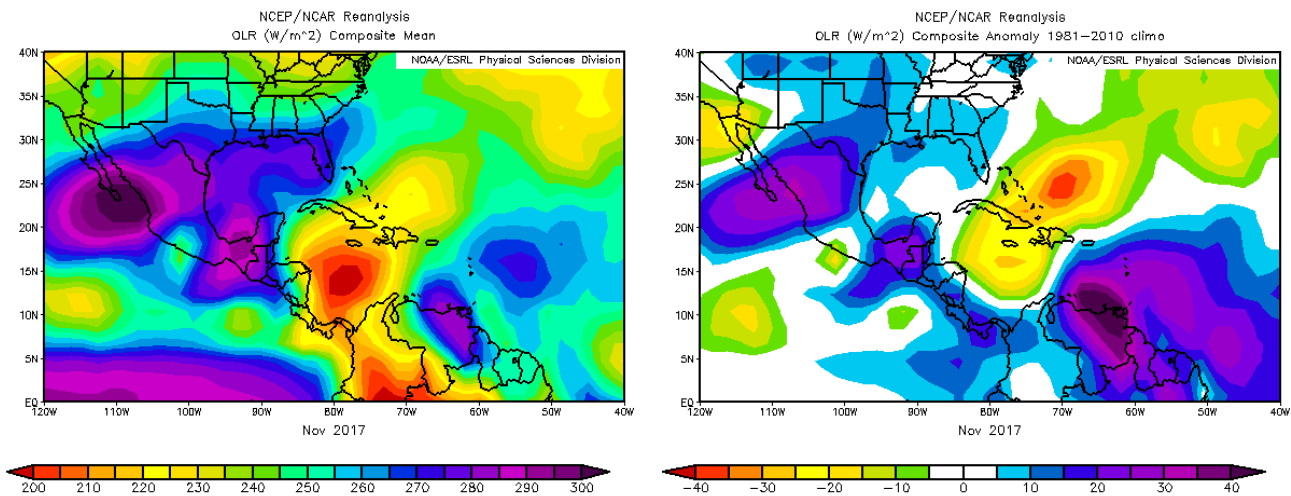 NCEP/NCAR Reanalysis
OLR (W/m^2) Composite Mean
NOAA/ESRL Physical Sciences Division
40N
35N
30N
25N
20N
15N
10N
5N
EQ
120W 110W 100W 90W 80W 70W 60W 50W 40W
Nov 2017
200 210 220 230 240 250 260 270 280 290 300
NCEP/NCAR Reanalysis
OLR (W/m^2) Composite Anomaly 1981-2010 climo
NOAA/ESRL Physical Sciences Division
40N
35N
30N
25N
20N
15N
10N
5N
EQ
120W 110W 100W 90W 80W 70W 60W 50W 40W
Nov 2017
-40 -30 -20 -10 0 10 20 30 40